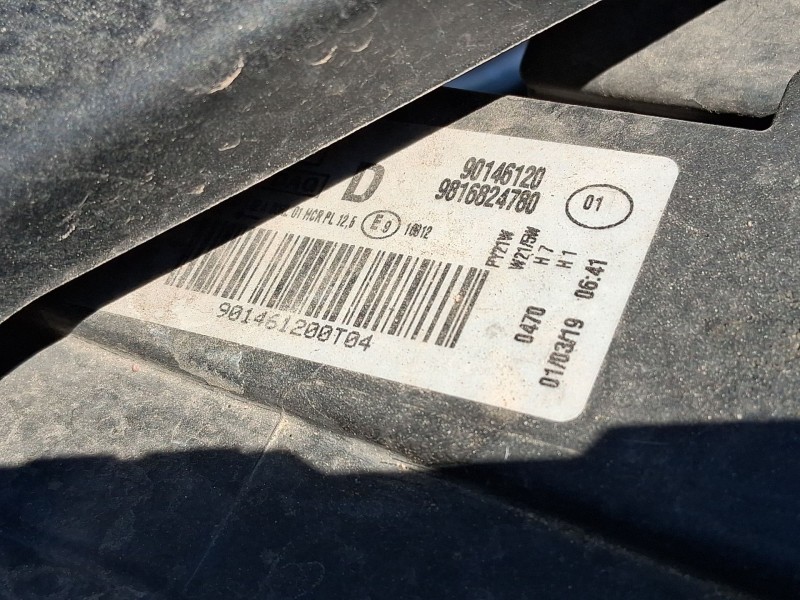 D
90146120
9816824780
01
01 HCR PL 12,5 E9 16912
901461200T04
PY21W
W21/5W
H7
H1
0470
01/03/19 06:41